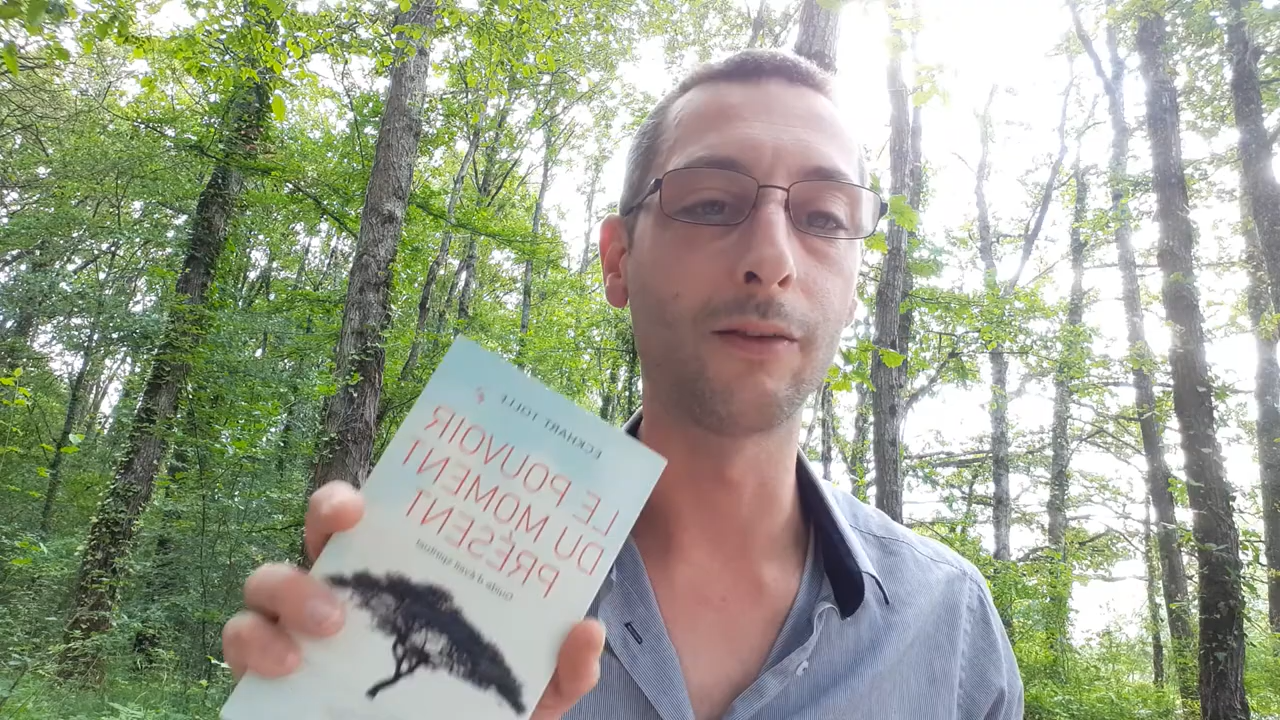 ECKHART TOLLE
LE POUVOIR
DU MOMENT
PRÉSENT
Guide d'éveil spirituel